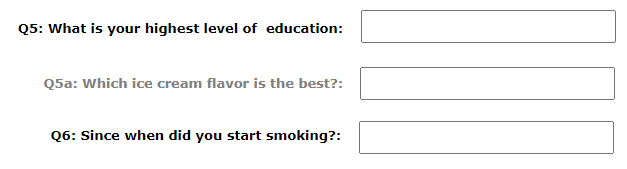 Q5: What is your highest level of  education:
Q5a: Which ice cream flavor is the best?:
Q6: Since when did you start smoking?: